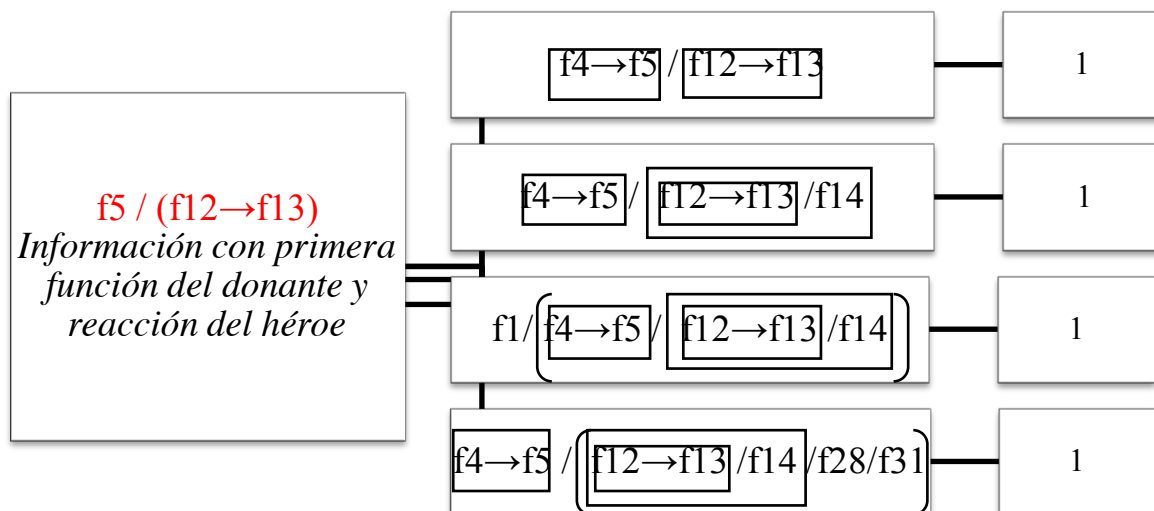 f4→f5 / f12→f13
1
f4→f5 / f12→f13 /f14
1
f5 / (f12→f13)
Información con primera
función del donante y
reacción del héroe
f1/(f4→f5 / f12→f13 /f14)
1
f4→f5 /(f12→f13 /f14 /f28/f31)
1